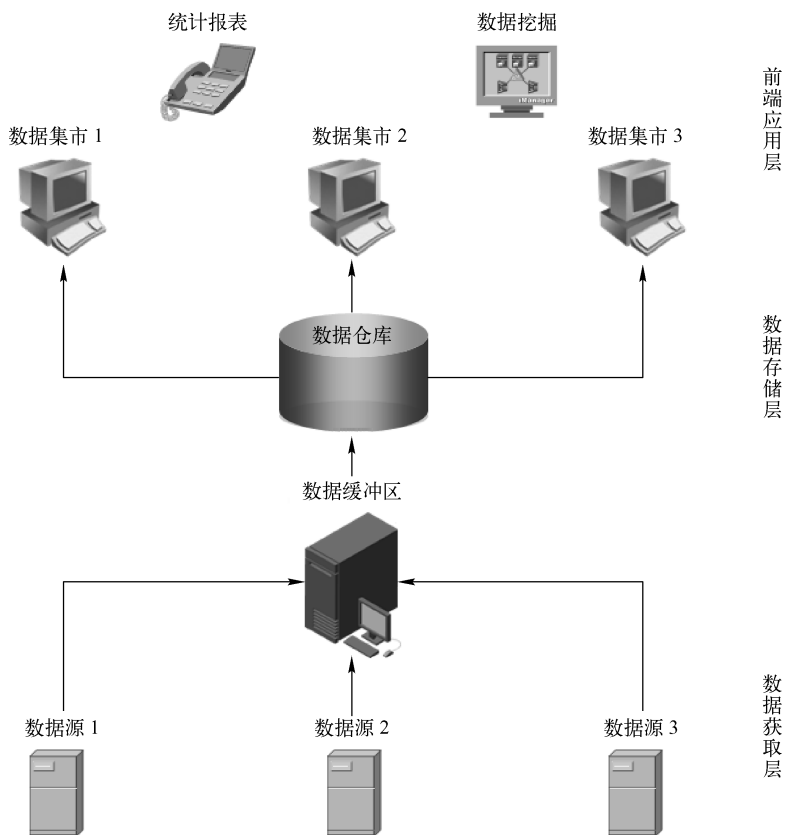 统计报表
数据挖掘
前端应用层
数据集市 1
数据集市 2
数据集市 3
iManager
数据仓库
数据存储层
数据缓冲区
数据获取层
数据源 1
数据源 2
数据源 3